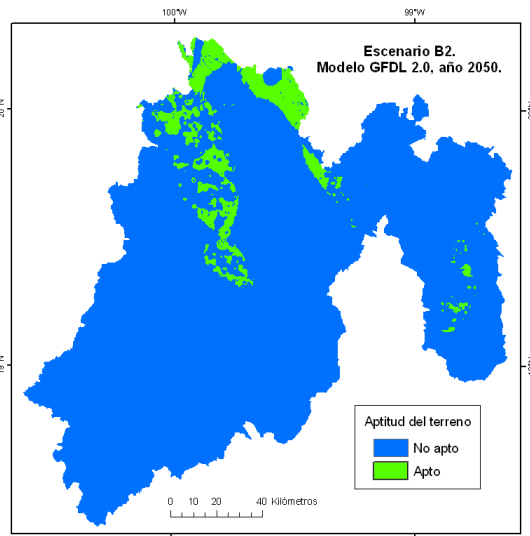 100°W
99°W
Escenario B2.
Modelo GFDL 2.0, año 2050.
Aptitud del terreno
No apto
Apto
0 10 20 40 Kilómetros